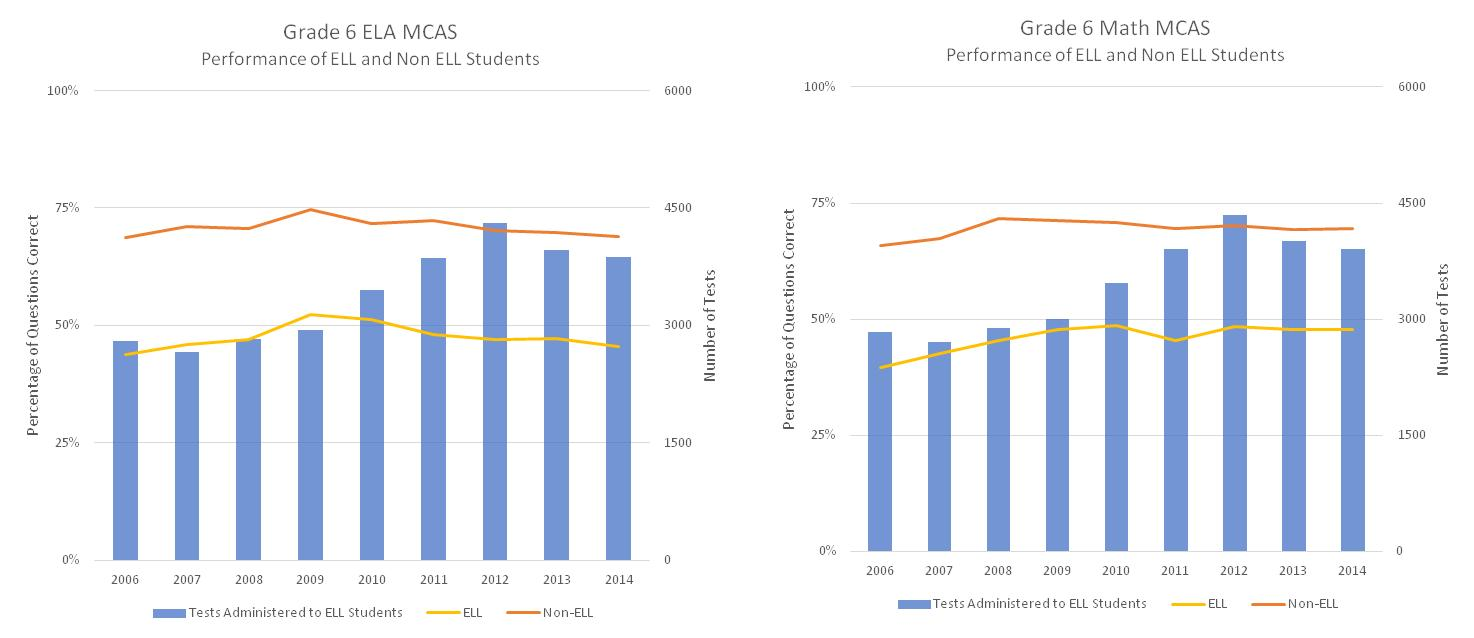 Grade 6 ELA MCAS
Performance of ELL and Non ELL Students
100%
75%
50%
25%
0%
Percentage of Questions Correct
6000
4500
3000
1500
0
Number of Tests
2006 2007 2008 2009 2010 2011 2012 2013 2014
Tests Administered to ELL Students ELL Non-ELL
Grade 6 Math MCAS
Performance of ELL and Non ELL Students
100%
75%
50%
25%
0%
Percentage of Questions Correct
6000
4500
3000
1500
0
Number of Tests
2006 2007 2008 2009 2010 2011 2012 2013 2014
Tests Administered to ELL Students ELL Non-ELL